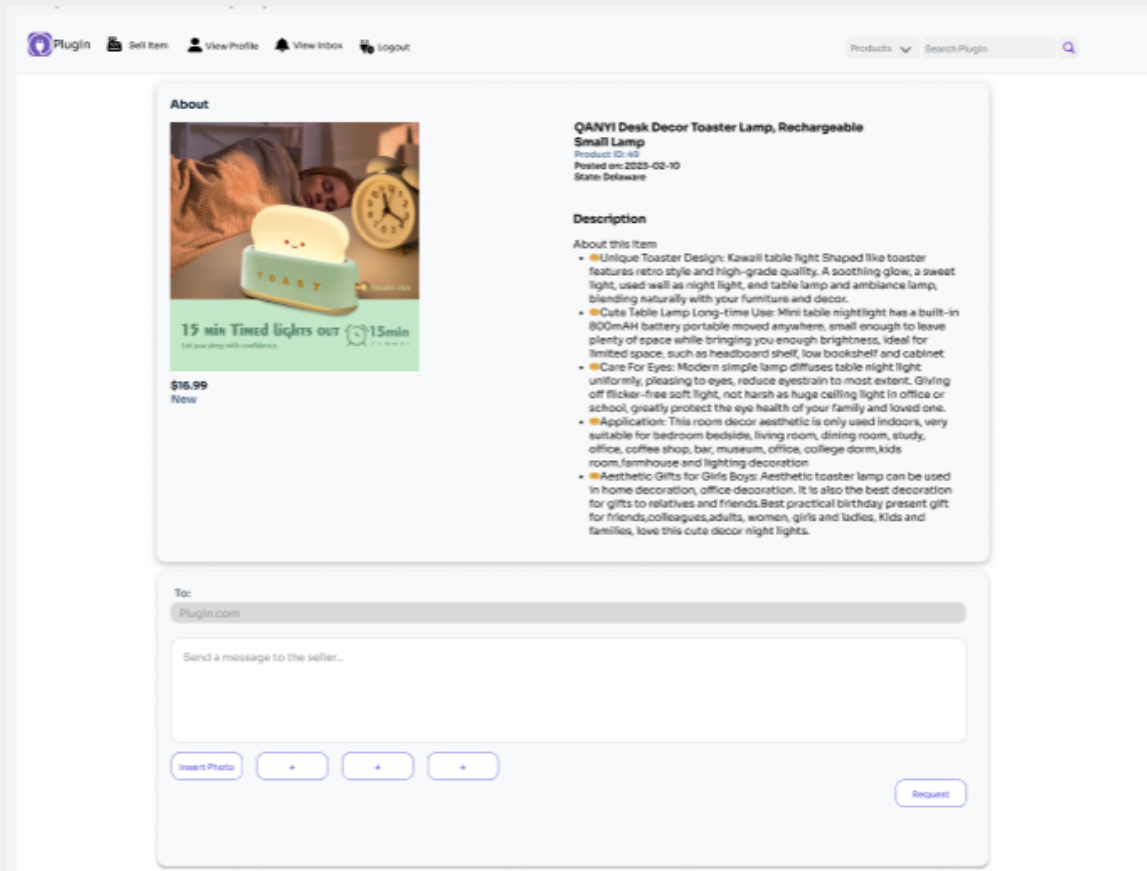 PlugIn
Sell Item
View Profile
View Inbox
Logout
Products
Search PlugIn
About
TOAST
Double click
15 min Timed lights out
15min
Let you sleep with confidence.
$16.99
New
QANYI Desk Decor Toaster Lamp, Rechargeable
Small Lamp
Product ID: 49
Posted on: 2023-02-10
State: Delaware
Description
About this item
Unique Toaster Design: Kawaii table light Shaped like toaster
features retro style and high-grade quality. A soothing glow, a sweet
light, used well as night light, end table lamp and ambiance lamp,
blending naturally with your furniture and decor.
Cute Table Lamp Long-time Use: Mini table nightlight has a built-in
800mAH battery portable moved anywhere, small enough to leave
plenty of space while bringing you enough brightness, ideal for
limited space, such as headboard shelf, low bookshelf and cabinet
Care For Eyes: Modern simple lamp diffuses table night light
uniformly, pleasing to eyes, reduce eyestrain to most extent. Giving
off flicker-free soft light, not harsh as huge ceiling light in office or
school, greatly protect the eye health of your family and loved one.
Application: This room decor aesthetic is only used indoors, very
suitable for bedroom bedside, living room, dining room, study,
office, coffee shop, bar, museum, office, college dorm,kids
room,farmhouse and lighting decoration
Aesthetic Gifts for Girls Boys: Aesthetic toaster lamp can be used
in home decoration, office decoration. It is also the best decoration
for gifts to relatives and friends.Best practical birthday present gift
for friends,colleagues,adults, women, girls and ladies, Kids and
families, love this cute decor night lights.
To:
PlugIn.com
Send a message to the seller...
Insert Photo
+
+
+
Request